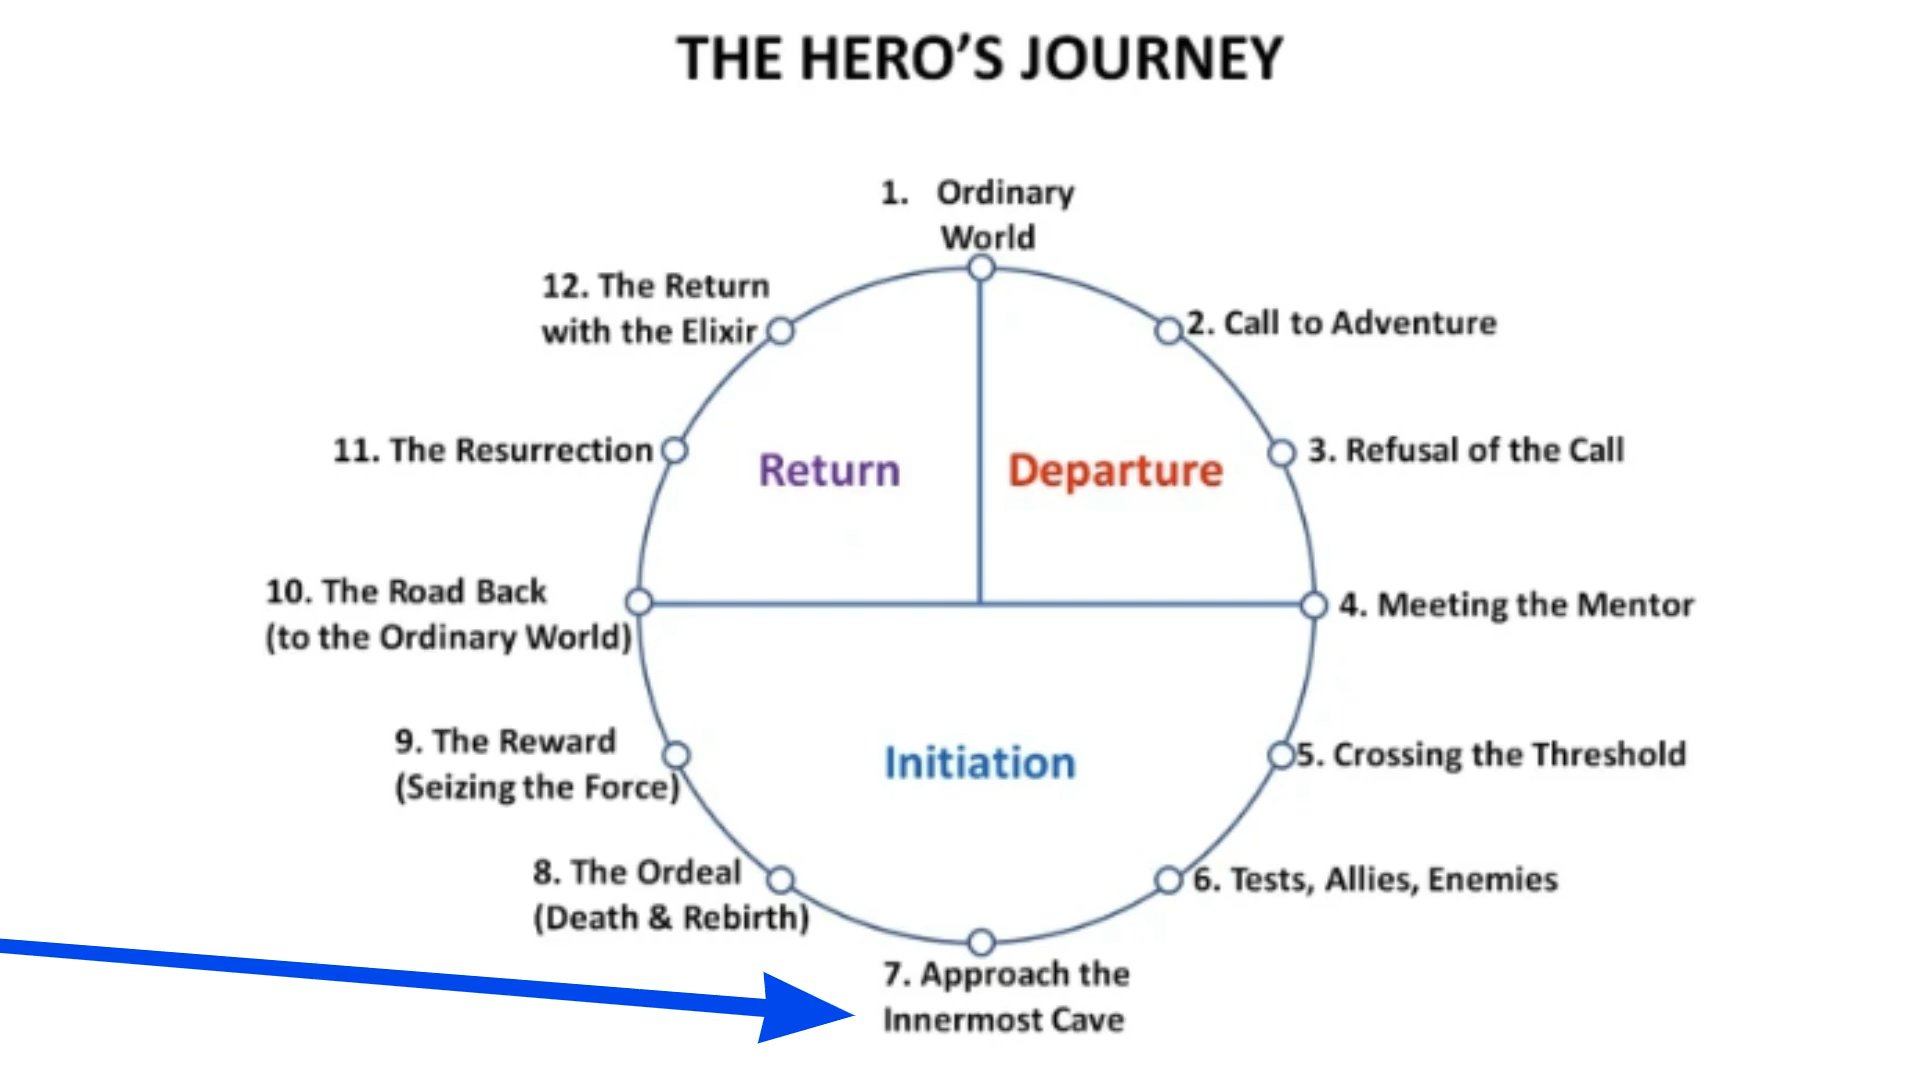 THE HERO’S JOURNEY
1. Ordinary
World
2. Call to Adventure
3. Refusal of the Call
4. Meeting the Mentor
5. Crossing the Threshold
6. Tests, Allies, Enemies
7. Approach the
Innermost Cave
8. The Ordeal
(Death & Rebirth)
9. The Reward
(Seizing the Force)
10. The Road Back
(to the Ordinary World)
11. The Resurrection
12. The Return
with the Elixir
Return
Departure
Initiation